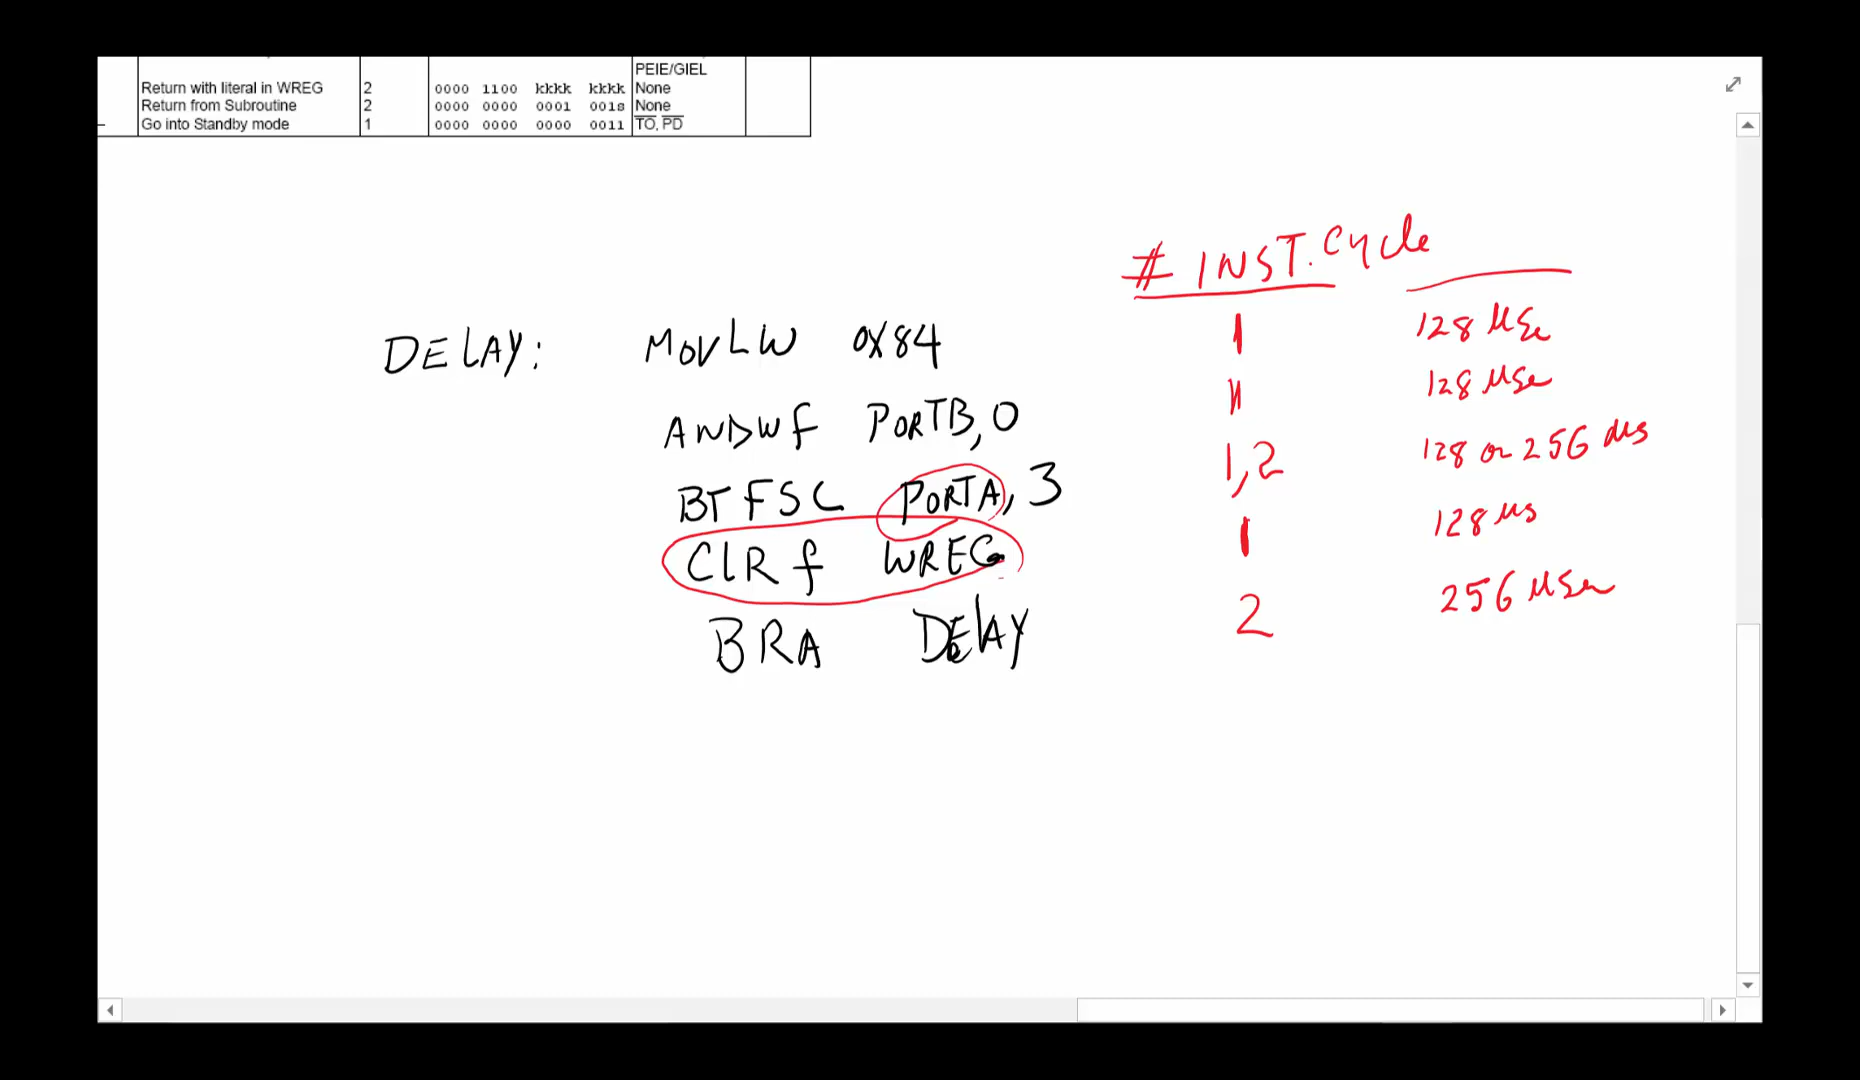 PEIE/GIEL
Return with literal in WREG 2 0000 1100 kkkk kkkk None
Return from Subroutine 2 0000 0000 0001 001s None
Go into Standby mode 1 0000 0000 0000 0011 TO, PD
# INST. Cycle
DELAY: MOVLW 0X84 1 128 μSec
ANDWF PORTB, 0 1 128 μSec
BTFSC PORTA, 3 1,2 128 or 256 μs
CLRf WREG 1 128 μs
BRA DELAY 2 256 μSec